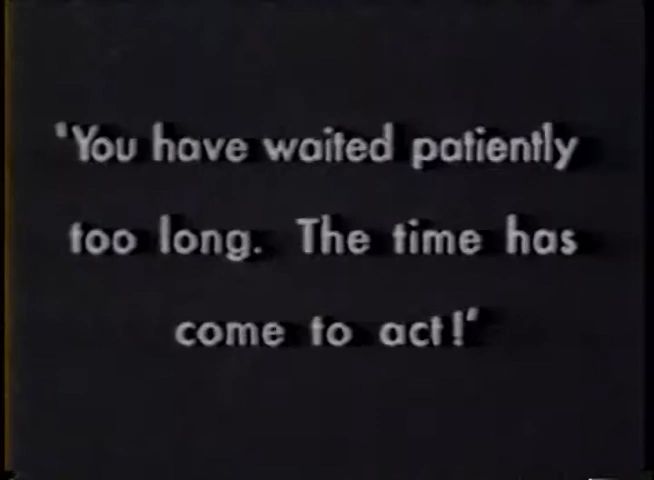 'You have waited patiently
too long. The time has
come to act!'